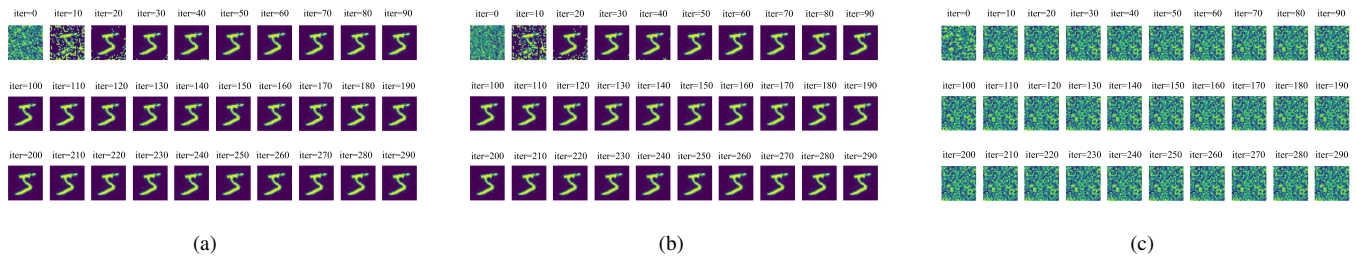 iter=0 iter=10 iter=20 iter=30 iter=40 iter=50 iter=60 iter=70 iter=80 iter=90
iter=100 iter=110 iter=120 iter=130 iter=140 iter=150 iter=160 iter=170 iter=180 iter=190
iter=200 iter=210 iter=220 iter=230 iter=240 iter=250 iter=260 iter=270 iter=280 iter=290
(a)
iter=0 iter=10 iter=20 iter=30 iter=40 iter=50 iter=60 iter=70 iter=80 iter=90
iter=100 iter=110 iter=120 iter=130 iter=140 iter=150 iter=160 iter=170 iter=180 iter=190
iter=200 iter=210 iter=220 iter=230 iter=240 iter=250 iter=260 iter=270 iter=280 iter=290
(b)
iter=0 iter=10 iter=20 iter=30 iter=40 iter=50 iter=60 iter=70 iter=80 iter=90
iter=100 iter=110 iter=120 iter=130 iter=140 iter=150 iter=160 iter=170 iter=180 iter=190
iter=200 iter=210 iter=220 iter=230 iter=240 iter=250 iter=260 iter=270 iter=280 iter=290
(c)